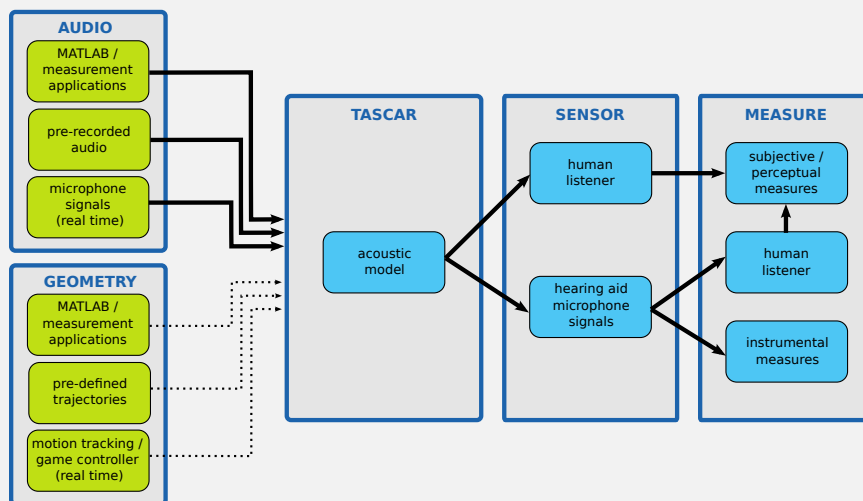 AUDIO
MATLAB /
measurement
applications
pre-recorded
audio
microphone
signals
(real time)
GEOMETRY
MATLAB /
measurement
applications
pre-defined
trajectories
motion tracking /
game controller
(real time)
TASCAR
acoustic
model
SENSOR
human
listener
hearing aid
microphone
signals
MEASURE
subjective /
perceptual
measures
human
listener
instrumental
measures